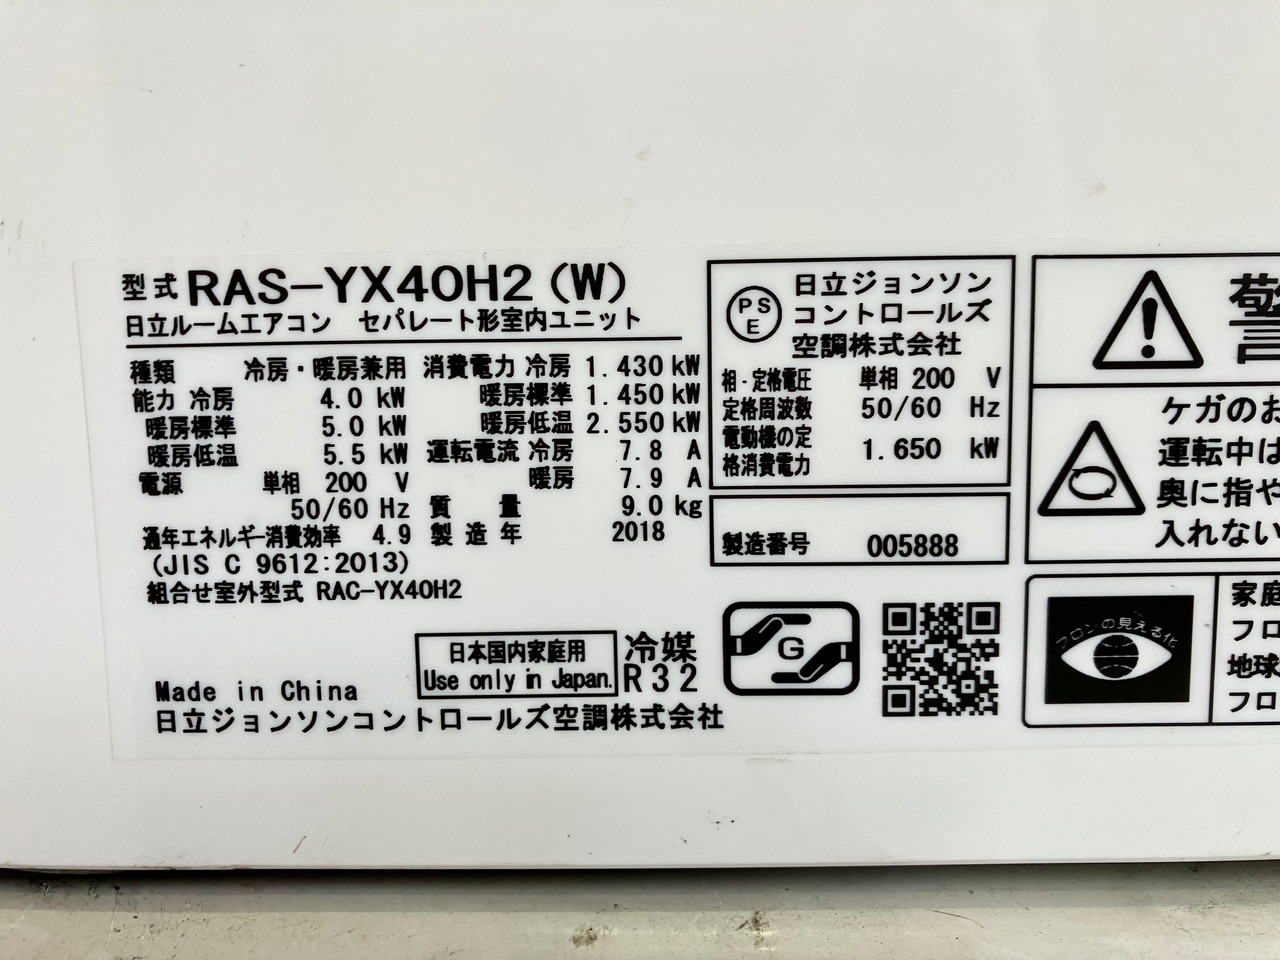 型式 RAS-YX40H2 (W)
日立ルームエアコン セパレート形室内ユニット
種類 冷房・暖房兼用
能力 冷房 4.0 kW
暖房標準 5.0 kW
暖房低温 5.5 kW
電源 単相 200 V
50/60 Hz
通年エネルギー消費効率 4.9
(JIS C 9612:2013)
組合せ室外型式 RAC-YX40H2
消費電力 冷房 1.430 kW
暖房標準 1.450 kW
暖房低温 2.550 kW
運転電流 冷房 7.8 A
暖房 7.9 A
質量 9.0 kg
製造年 2018
日本国内家庭用
Use only in Japan.
冷媒
R32
Made in China
日立ジョンソンコントロールズ空調株式会社
PS
E
日立ジョンソン
コントロールズ
空調株式会社
相・定格電圧 単相 200 V
定格周波数 50/60 Hz
電動機の定
格消費電力 1.650 kW
製造番号 005888
G
警
ケガのお
運転中は
奥に指や
入れない
フロンの見える化
家庭
フロ
地球
フロ